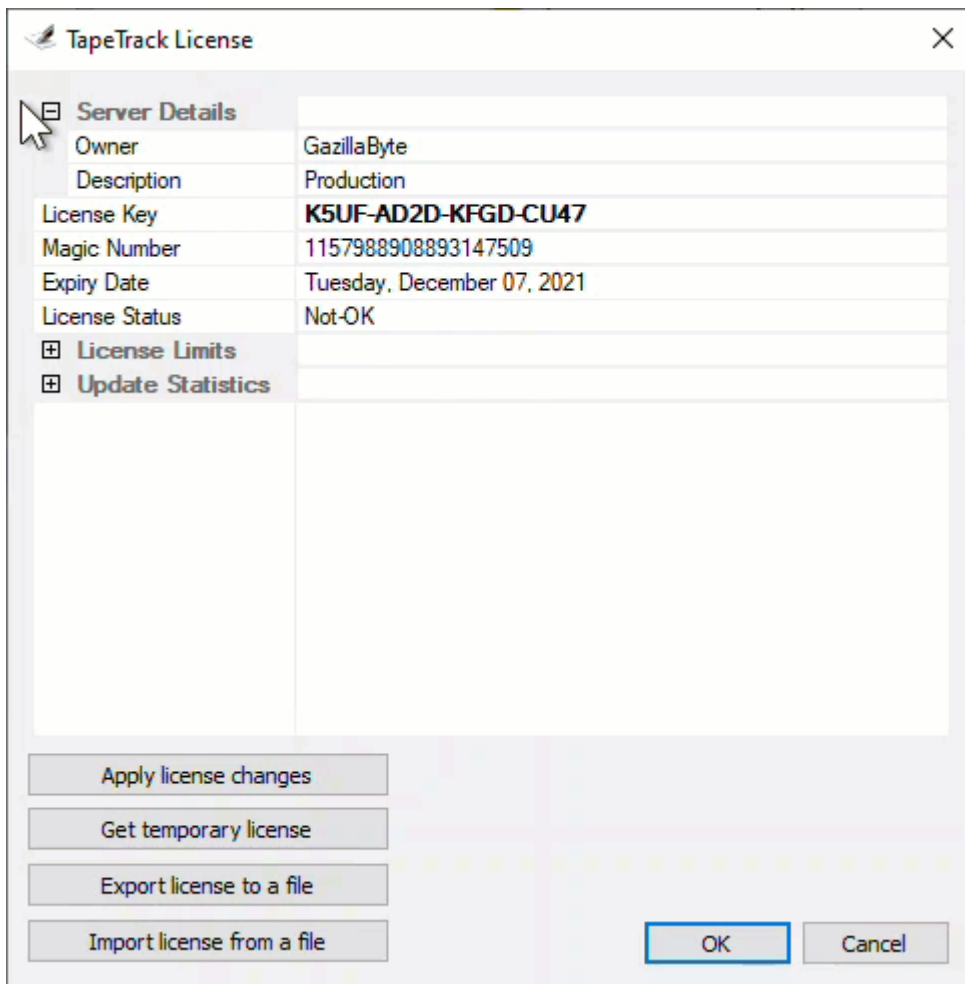 TapeTrack License
Server Details
Owner GazillaByte
Description Production
License Key K5UF-AD2D-KFGD-CU47
Magic Number 1157988908893147509
Expiry Date Tuesday, December 07, 2021
License Status Not-OK
License Limits
Update Statistics
Apply license changes
Get temporary license
Export license to a file
Import license from a file
OK Cancel